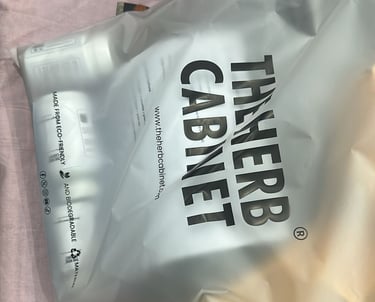 THE HERB
CABINET®
www.theherbcabinet.com
MADE FROM ECO-FRIENDLY AND BIODEGRADABLE